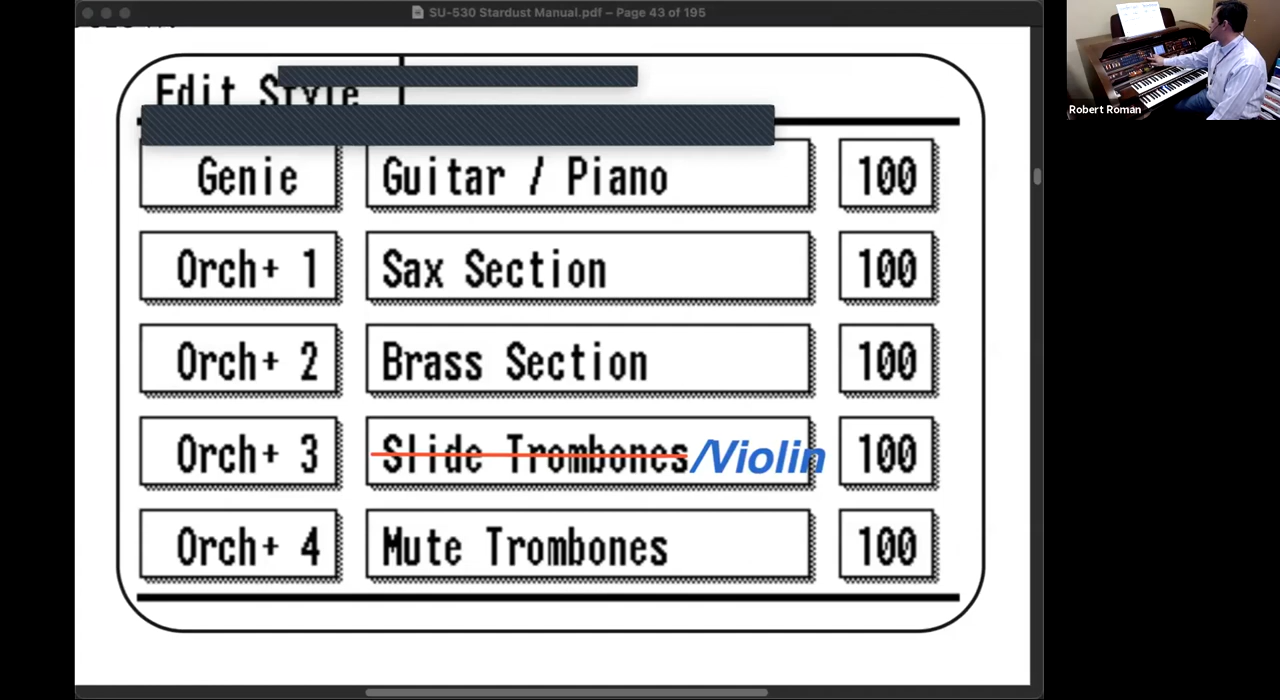 SU-530 Stardust Manual.pdf – Page 43 of 195
Edit Style
Genie Guitar / Piano 100
Orch+ 1 Sax Section 100
Orch+ 2 Brass Section 100
Orch+ 3 Slide Trombones/Violin 100
Orch+ 4 Mute Trombones 100
Robert Roman